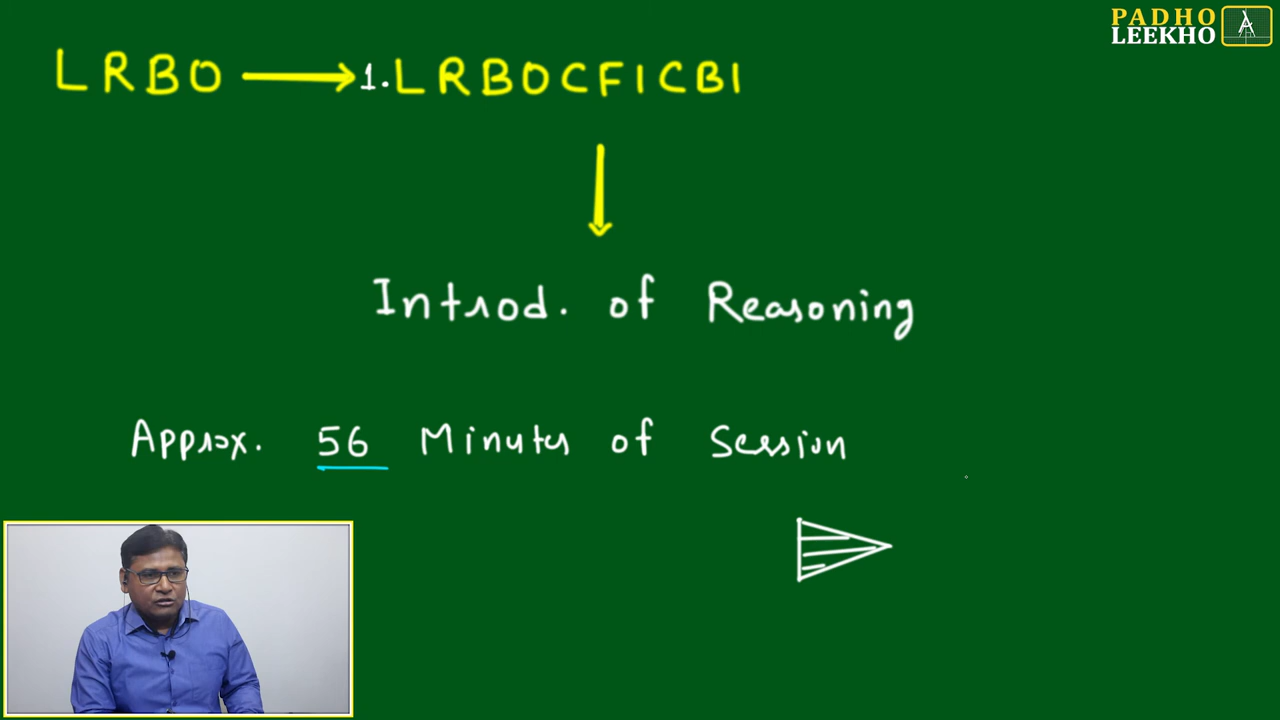 PADHO
LEEKHO
LRBO → 1. LRBOCFICBI
Introd. of Reasoning
Approx. 56 Minutes of Session